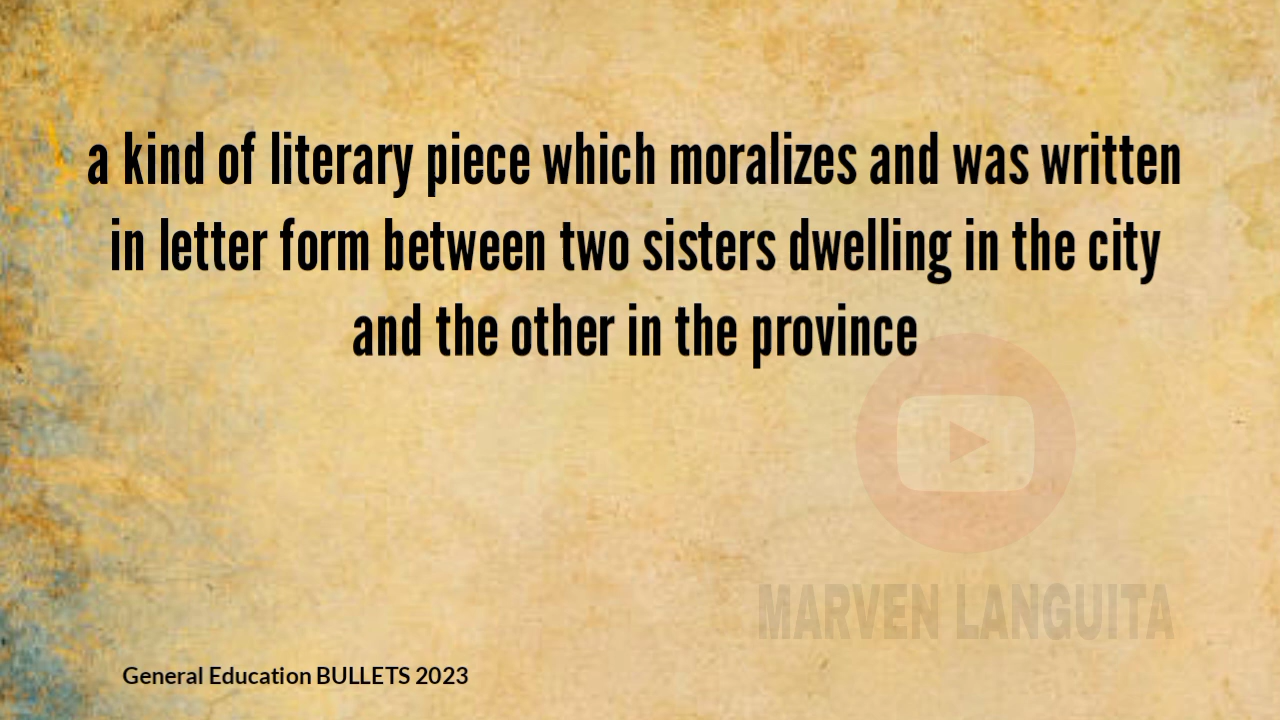 a kind of literary piece which moralizes and was written
in letter form between two sisters dwelling in the city
and the other in the province
MARVEN LANGUITA
General Education BULLETS 2023